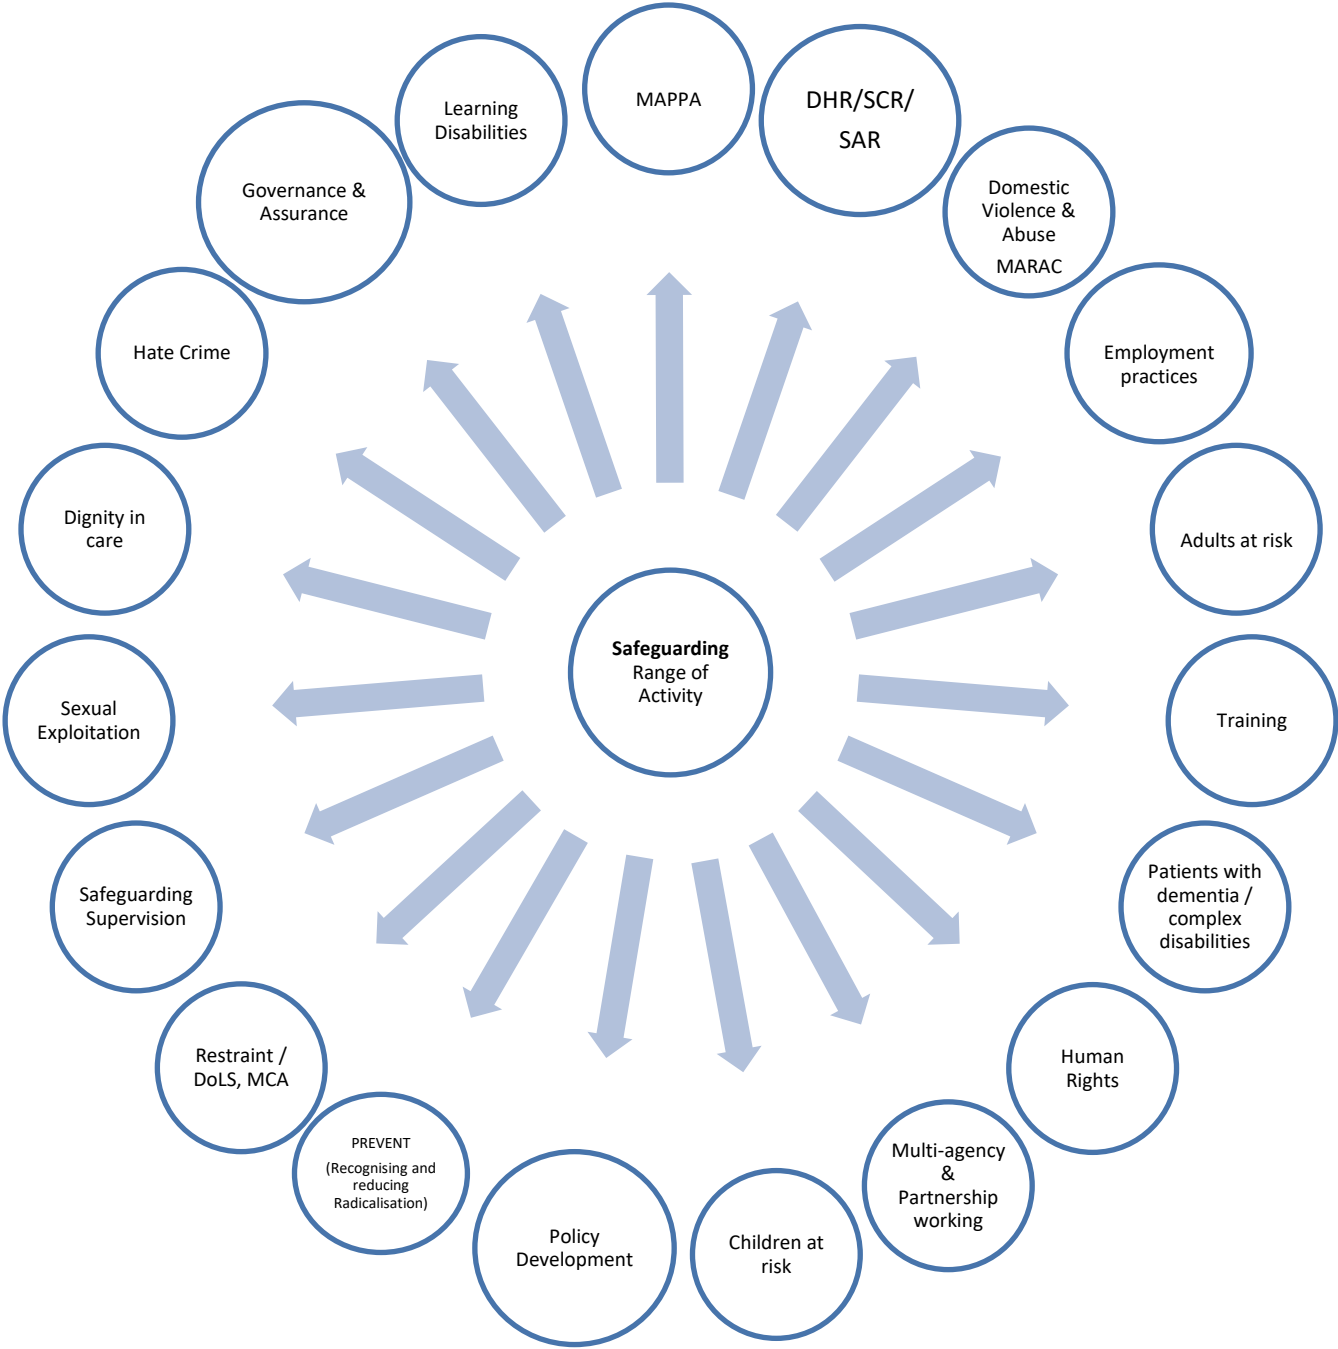 MAPPA
DHR/SCR/
SAR
Domestic
Violence &
Abuse
MARAC
Employment
practices
Adults at risk
Training
Patients with
dementia /
complex
disabilities
Human
Rights
Multi-agency
&
Partnership
working
Children at
risk
Policy
Development
PREVENT
(Recognising and
reducing
Radicalisation)
Restraint /
DoLS, MCA
Safeguarding
Supervision
Sexual
Exploitation
Dignity in
care
Hate Crime
Governance &
Assurance
Learning
Disabilities
Safeguarding
Range of
Activity